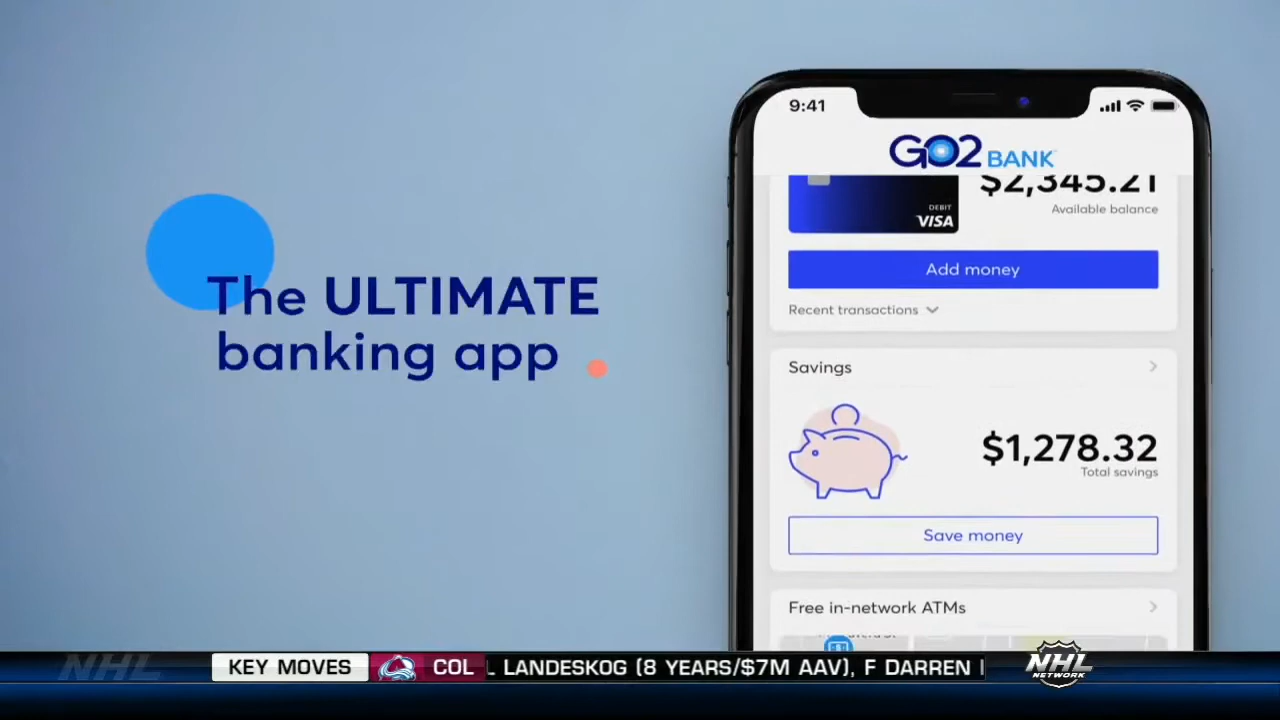 The ULTIMATE
banking app
9:41
GO2 BANK
$2,345.21
Available balance
DEBIT
VISA
Add money
Recent transactions
Savings
$1,278.32
Total savings
Save money
Free in-network ATMs
NHL
KEY MOVES
COL
LANDESKOG (8 YEARS/$7M AAV), F DARREN
NHL
NETWORK